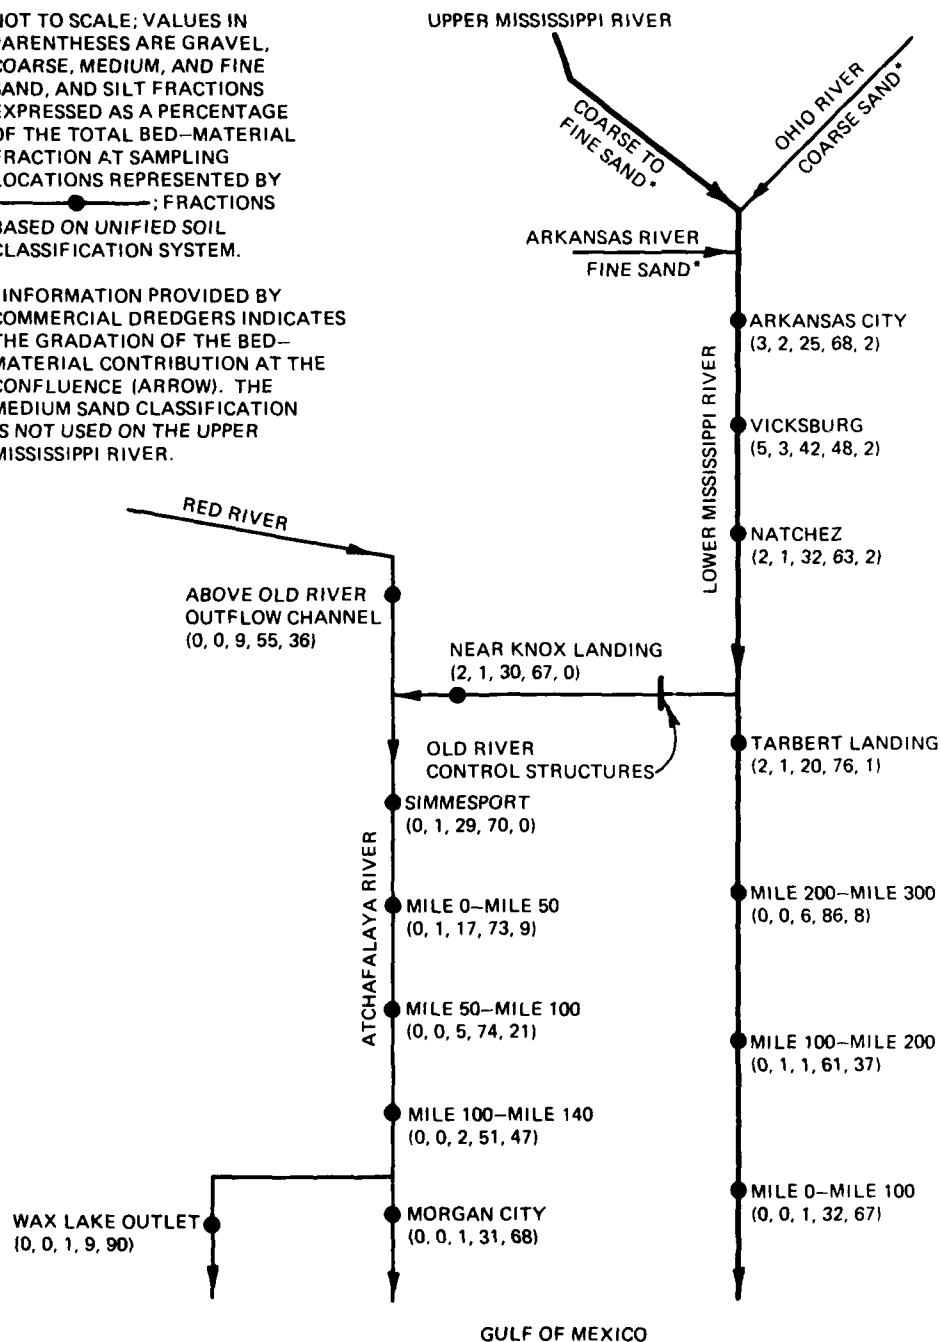 NOT TO SCALE; VALUES IN
PARENTHESES ARE GRAVEL,
COARSE, MEDIUM, AND FINE
SAND, AND SILT FRACTIONS
EXPRESSED AS A PERCENTAGE
OF THE TOTAL BED–MATERIAL
FRACTION AT SAMPLING
LOCATIONS REPRESENTED BY
; FRACTIONS
BASED ON UNIFIED SOIL
CLASSIFICATION SYSTEM.
INFORMATION PROVIDED BY
COMMERCIAL DREDGERS INDICATES
THE GRADATION OF THE BED–
MATERIAL CONTRIBUTION AT THE
CONFLUENCE (ARROW). THE
MEDIUM SAND CLASSIFICATION
IS NOT USED ON THE UPPER
MISSISSIPPI RIVER.
UPPER MISSISSIPPI RIVER
COARSE TO
FINE SAND*
OHIO RIVER
COARSE SAND*
ARKANSAS RIVER
FINE SAND*
LOWER MISSISSIPPI RIVER
ARKANSAS CITY
(3, 2, 25, 68, 2)
VICKSBURG
(5, 3, 42, 48, 2)
NATCHEZ
(2, 1, 32, 63, 2)
RED RIVER
ABOVE OLD RIVER
OUTFLOW CHANNEL
(0, 0, 9, 55, 36)
NEAR KNOX LANDING
(2, 1, 30, 67, 0)
OLD RIVER
CONTROL STRUCTURES
TARBERT LANDING
(2, 1, 20, 76, 1)
ATCHAFALAYA RIVER
SIMMESPORT
(0, 1, 29, 70, 0)
MILE 0–MILE 50
(0, 1, 17, 73, 9)
MILE 50–MILE 100
(0, 0, 5, 74, 21)
MILE 100–MILE 140
(0, 0, 2, 51, 47)
WAX LAKE OUTLET
(0, 0, 1, 9, 90)
MORGAN CITY
(0, 0, 1, 31, 68)
MILE 200–MILE 300
(0, 0, 6, 86, 8)
MILE 100–MILE 200
(0, 1, 1, 61, 37)
MILE 0–MILE 100
(0, 0, 1, 32, 67)
GULF OF MEXICO